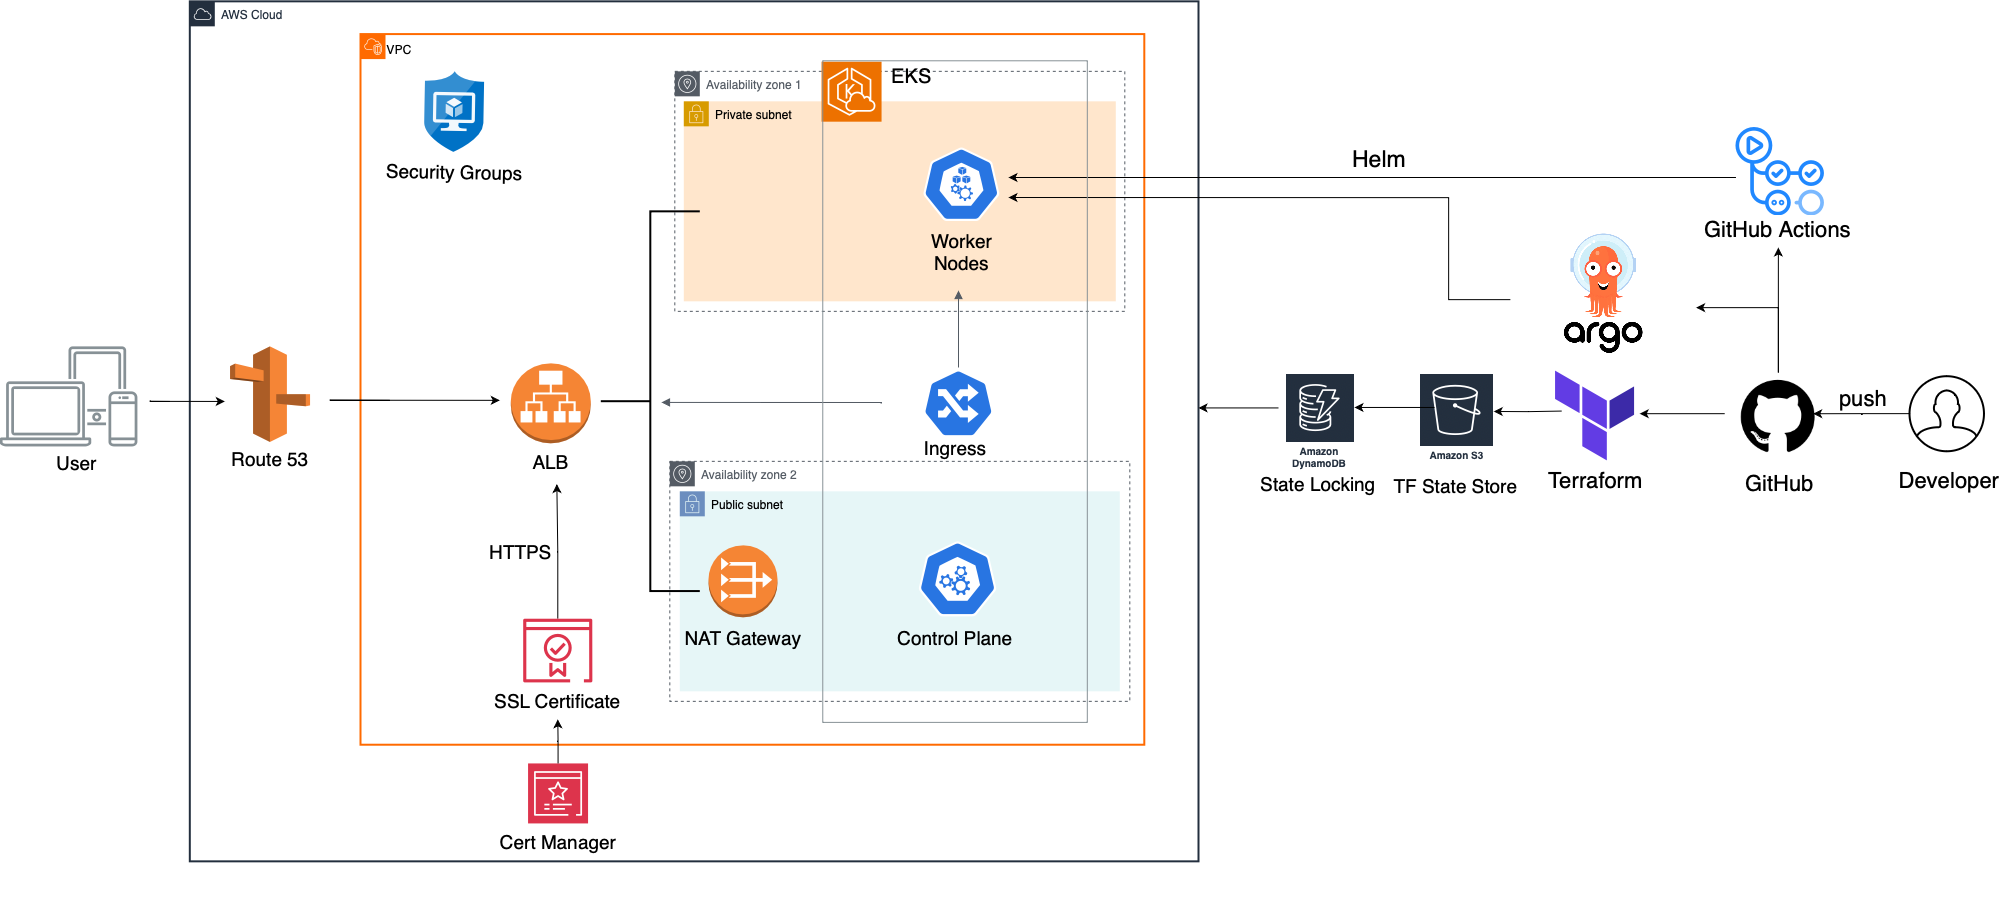 AWS Cloud
VPC
Security Groups
Availability zone 1
EKS
Private subnet
Worker
Nodes
Helm
GitHub Actions
argo
User
Route 53
ALB
Ingress
Amazon
DynamoDB
State Locking
Amazon S3
TF State Store
Terraform
GitHub
push
Developer
Availability zone 2
Public subnet
HTTPS
NAT Gateway
Control Plane
SSL Certificate
Cert Manager